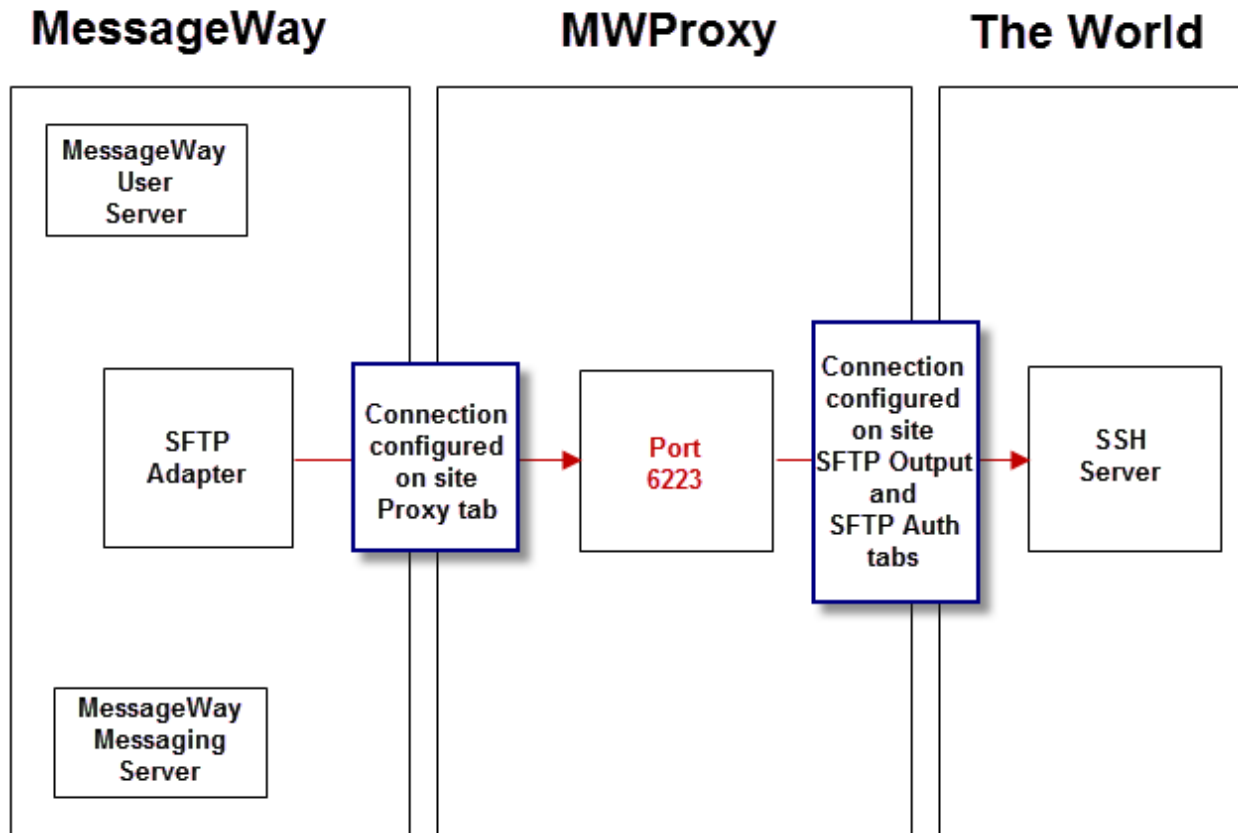 MessageWay
MWProxy
The World
MessageWay
User
Server
SFTP
Adapter
Connection
configured
on site
Proxy tab
Port
6223
Connection
configured
on site
SFTP Output
and
SFTP Auth
tabs
SSH
Server
MessageWay
Messaging
Server